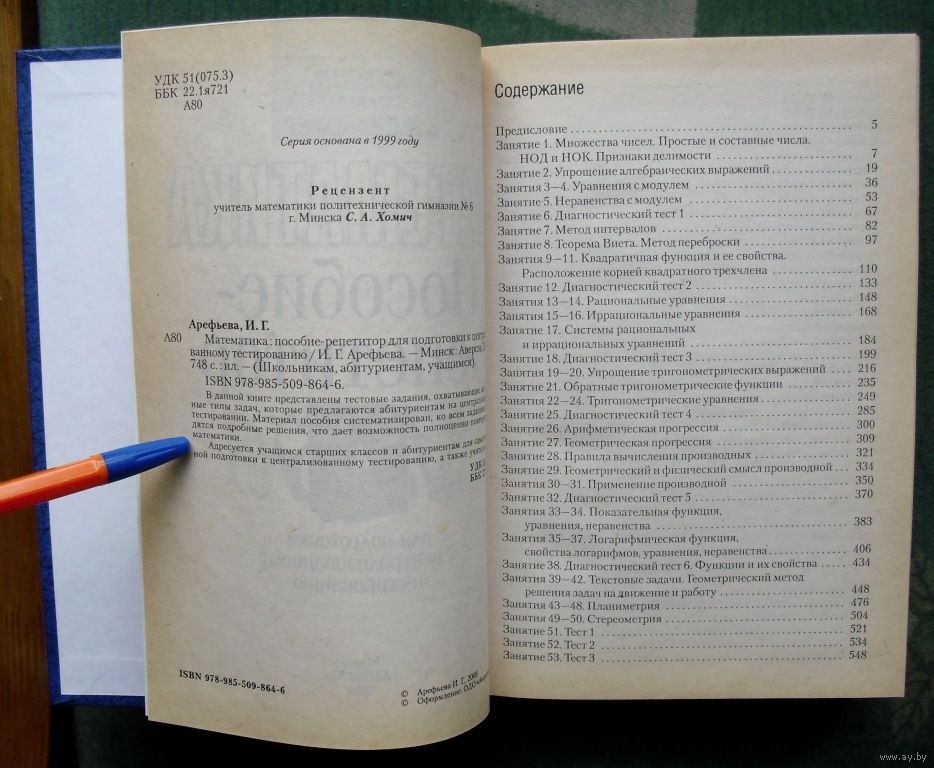 УДК 51(075.3)
ББК 22.1я721
А80
Серия основана в 1999 году
Рецензент
учитель математики политехнической гимназии № 6
г. Минска С. А. Хомич
Арефьева, И. Г.
А80 Математика : пособие-репетитор для подготовки к центра
ванному тестированию / И. Г. Арефьева. — Минск: Аверсэв,
748 с. : ил. — (Школьникам, абитуриентам, учащимся).
ISBN 978-985-509-864-6.
В данной книге представлены тестовые задания, охватывающие
ные типы задач, которые предлагаются абитуриентам на
тестировании. Материал пособия систематизирован, ко всем
дятся подробные решения, что дает возможность полноценно
математики.
Адресуется учащимся старших классов и абитуриентам для
ной подготовки к централизованному тестированию, а также
УДК
ББК
ISBN 978-985-509-864-6
© Арефьева И. Г.
© Оформление. ОДО
Содержание
Предисловие 5
Занятие 1. Множества чисел. Простые и составные числа.
НОД и НОК. Признаки делимости 7
Занятие 2. Упрощение алгебраических выражений 19
Занятия 3—4. Уравнения с модулем 36
Занятие 5. Неравенства с модулем 53
Занятие 6. Диагностический тест 1 67
Занятие 7. Метод интервалов 82
Занятие 8. Теорема Виета. Метод переброски 97
Занятия 9—11. Квадратичная функция и ее свойства.
Расположение корней квадратного трехчлена 110
Занятие 12. Диагностический тест 2 133
Занятия 13—14. Рациональные уравнения 148
Занятия 15—16. Иррациональные уравнения 168
Занятие 17. Системы рациональных
и иррациональных уравнений 184
Занятие 18. Диагностический тест 3 199
Занятия 19—20. Упрощение тригонометрических выражений 216
Занятие 21. Обратные тригонометрические функции 235
Занятия 22—24. Тригонометрические уравнения 249
Занятие 25. Диагностический тест 4 285
Занятие 26. Арифметическая прогрессия 300
Занятие 27. Геометрическая прогрессия 309
Занятие 28. Правила вычисления производных 321
Занятие 29. Геометрический и физический смысл производной 334
Занятия 30—31. Применение производной 350
Занятие 32. Диагностический тест 5 370
Занятия 33—34. Показательная функция,
уравнения, неравенства 383
Занятия 35—37. Логарифмическая функция,
свойства логарифмов, уравнения, неравенства 406
Занятие 38. Диагностический тест 6. Функции и их свойства 434
Занятия 39—42. Текстовые задачи. Геометрический метод
решения задач на движение и работу 448
Занятия 43—48. Планиметрия 476
Занятия 49—50. Стереометрия 504
Занятие 51. Тест 1 521
Занятие 52. Тест 2 534
Занятие 53. Тест 3 548
www.ay.by